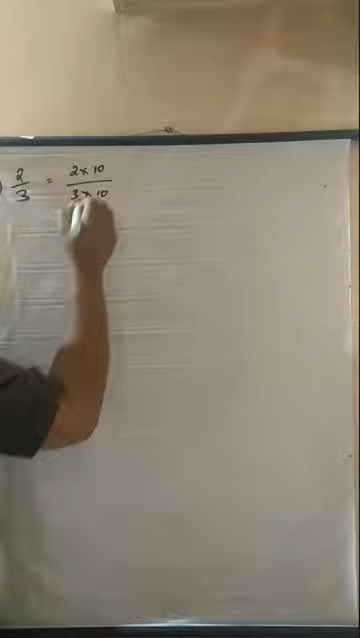 ) 2/3 = 2 x 10 / 3 x 10